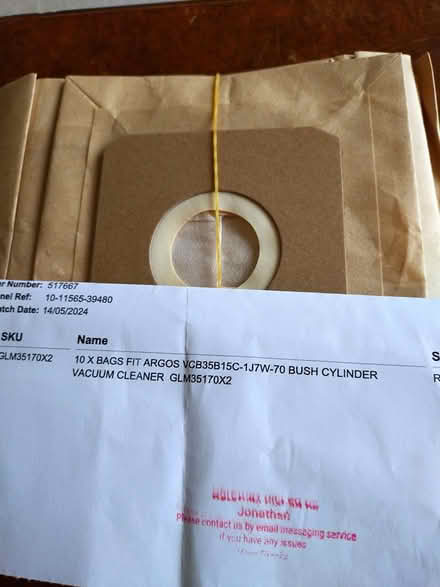 er Number: 517667
nel Ref: 10-11565-39480
atch Date: 14/05/2024
SKU Name S
GLM35170X2 10 X BAGS FIT ARGOS VCB35B15C-1J7W-70 BUSH CYLINDER R
VACUUM CLEANER GLM35170X2
Jonathan
Please contact us by email messaging service
if you have any issues